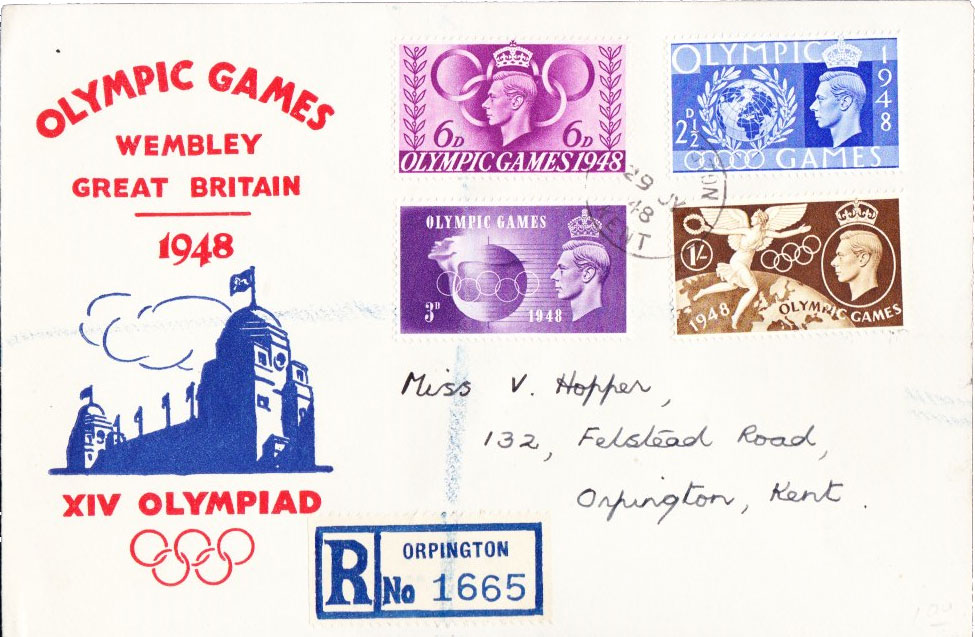 OLYMPIC GAMES
WEMBLEY
GREAT BRITAIN
1948
XIV OLYMPIAD
6D 6D
OLYMPIC GAMES 1948
OLYMPIC 1948
2½D
GAMES
OLYMPIC GAMES
3D
1948
1/-
1948 OLYMPIC GAMES
29 JY
48
KENT
Miss V. Hopper,
132, Felstead Road,
Orpington, Kent.
R
ORPINGTON
No 1665